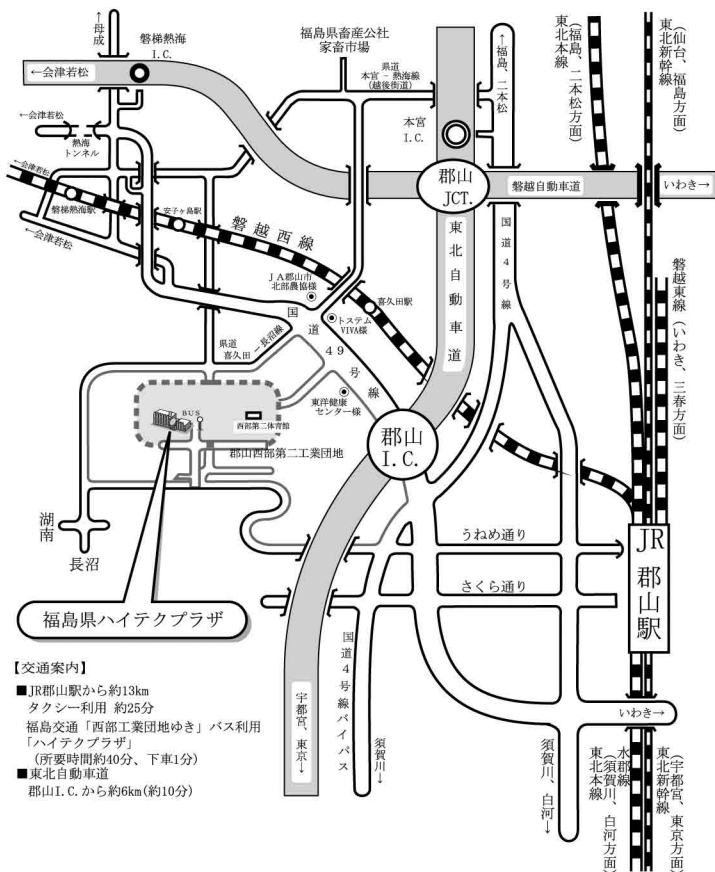 ←母成
磐梯熱海
I.C.
←会津若松
福島県畜産公社
家畜市場
県道
本宮－熱海線
(越後街道)
←福島、二本松
本宮
I.C.
(福島、二本松方面)
東北本線
(仙台、福島方面)
東北新幹線
←会津若松
熱海
トンネル
←会津若松
磐梯熱海駅
←会津若松
安子ヶ島駅
磐越西線
郡山
JCT.
磐越自動車道
いわき→
東北自動車道
国道4号線
磐越東線(いわき、三春方面)
JA郡山市
北部農協様
喜久田駅
トステム
VIVA様
国道49号線
県道
喜久田－長沼線
東洋健康
センター様
BUS
西部第二体育館
郡山西部第二工業団地
郡山
I.C.
湖南
長沼
うねめ通り
さくら通り
JR
郡山駅
福島県ハイテクプラザ
国道4号線バイパス
宇都宮、東京→
須賀川→
須賀川、白河→
いわき→
水郡線
東北本線
(須賀川、白河方面)
東北新幹線
(宇都宮、東京方面)
【交通案内】
■JR郡山駅から約13km
タクシー利用 約25分
福島交通「西部工業団地ゆき」バス利用
「ハイテクプラザ」
(所要時間約40分、下車1分)
■東北自動車道
郡山I.C.から約6km(約10分)